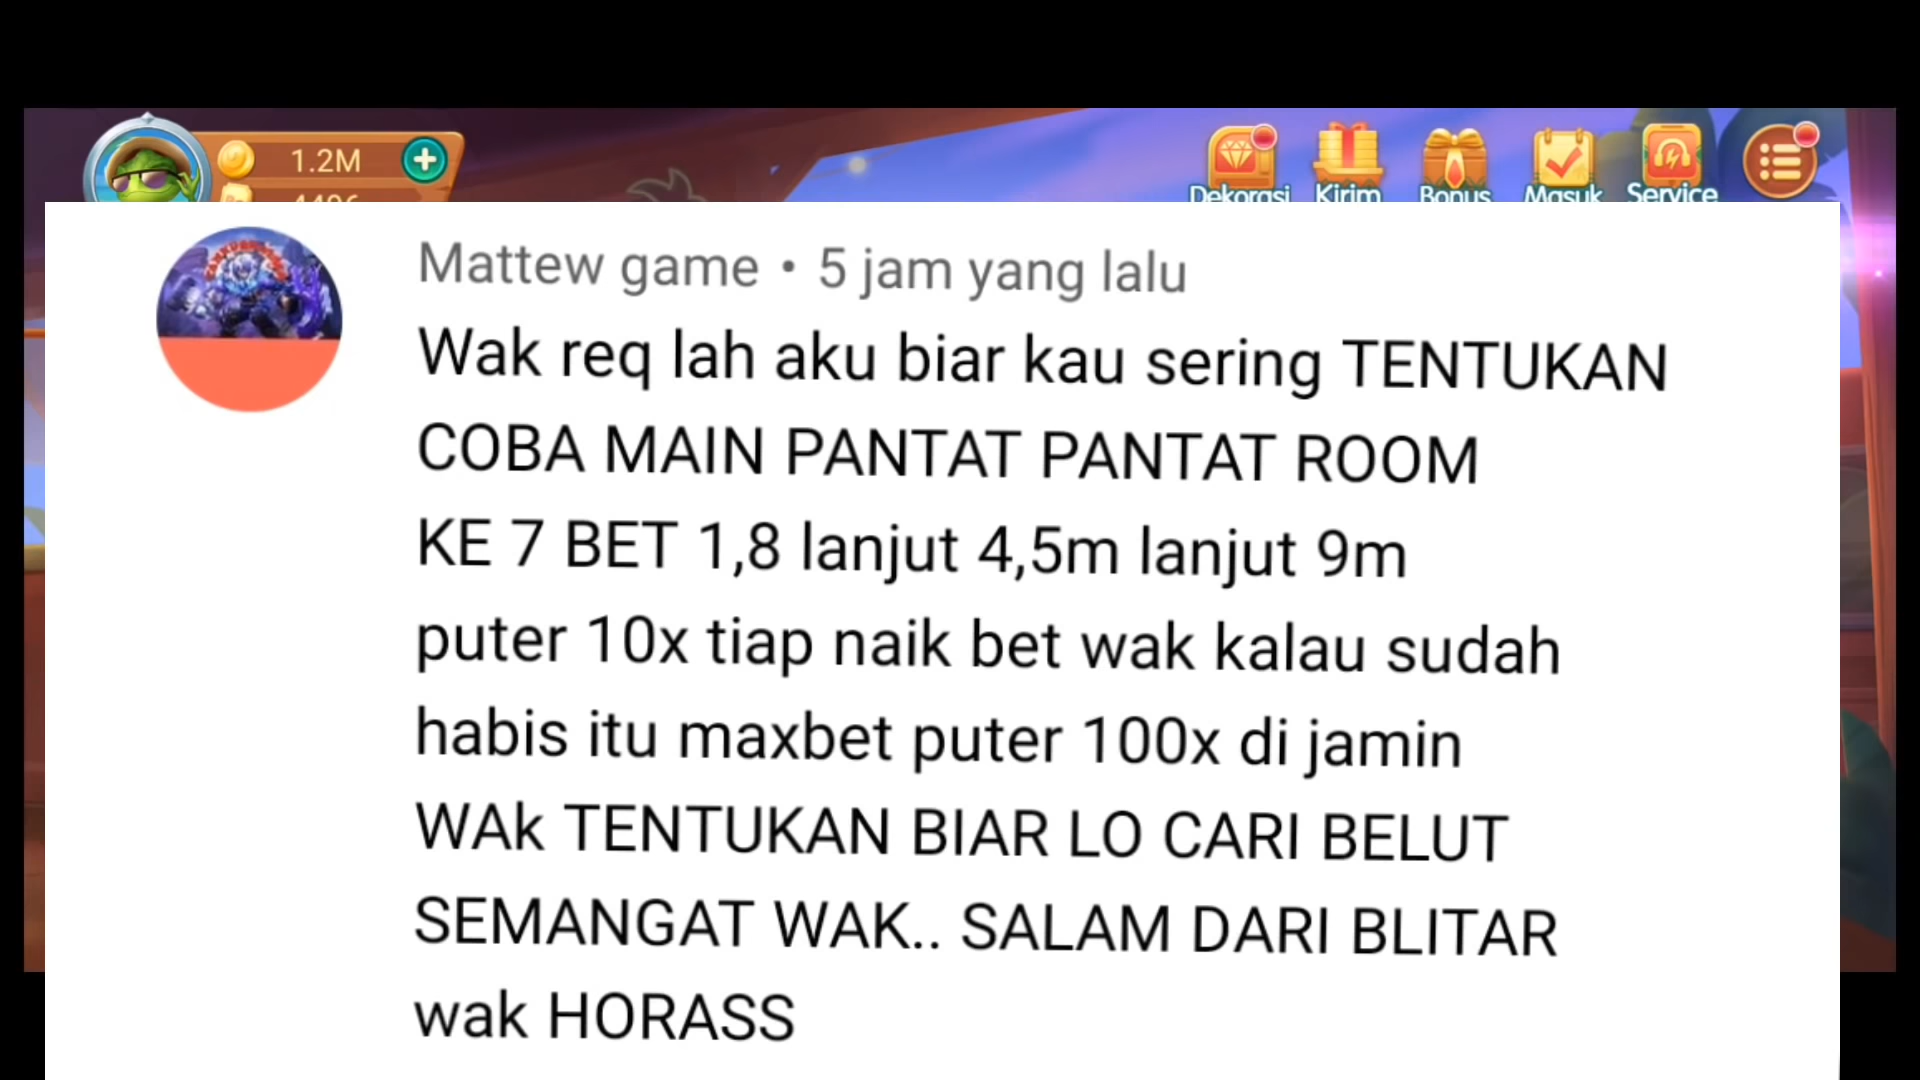 1.2M
Dekorasi Kirim Bonus Masuk Service
Mattew game • 5 jam yang lalu
Wak req lah aku biar kau sering TENTUKAN
COBA MAIN PANTAT PANTAT ROOM
KE 7 BET 1,8 lanjut 4,5m lanjut 9m
puter 10x tiap naik bet wak kalau sudah
habis itu maxbet puter 100x di jamin
WAk TENTUKAN BIAR LO CARI BELUT
SEMANGAT WAK.. SALAM DARI BLITAR
wak HORASS